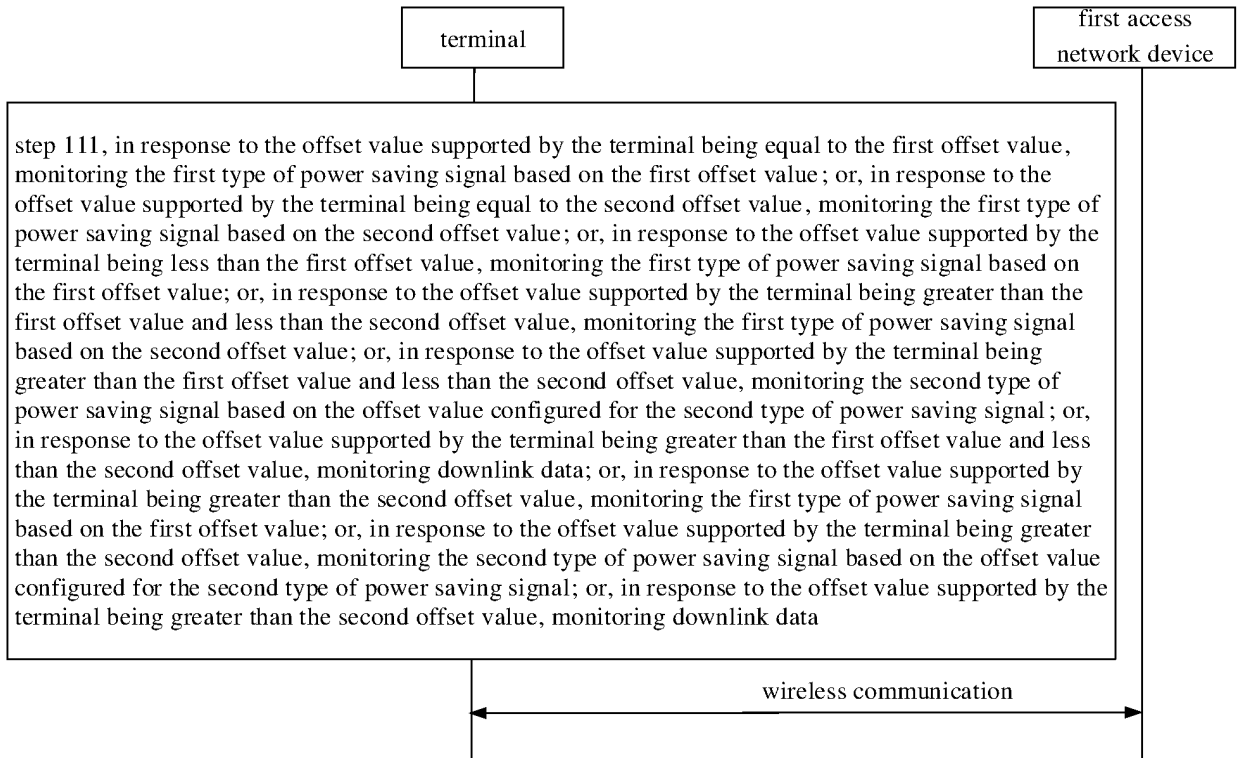 terminal
first access
network device
step 111, in response to the offset value supported by the terminal being equal to the first offset value,
monitoring the first type of power saving signal based on the first offset value; or, in response to the
offset value supported by the terminal being equal to the second offset value, monitoring the first type of
power saving signal based on the second offset value; or, in response to the offset value supported by the
terminal being less than the first offset value, monitoring the first type of power saving signal based on
the first offset value; or, in response to the offset value supported by the terminal being greater than the
first offset value and less than the second offset value, monitoring the first type of power saving signal
based on the second offset value; or, in response to the offset value supported by the terminal being
greater than the first offset value and less than the second offset value, monitoring the second type of
power saving signal based on the offset value configured for the second type of power saving signal; or,
in response to the offset value supported by the terminal being greater than the first offset value and less
than the second offset value, monitoring downlink data; or, in response to the offset value supported by
the terminal being greater than the second offset value, monitoring the first type of power saving signal
based on the first offset value; or, in response to the offset value supported by the terminal being greater
than the second offset value, monitoring the second type of power saving signal based on the offset value
configured for the second type of power saving signal; or, in response to the offset value supported by the
terminal being greater than the second offset value, monitoring downlink data
wireless communication